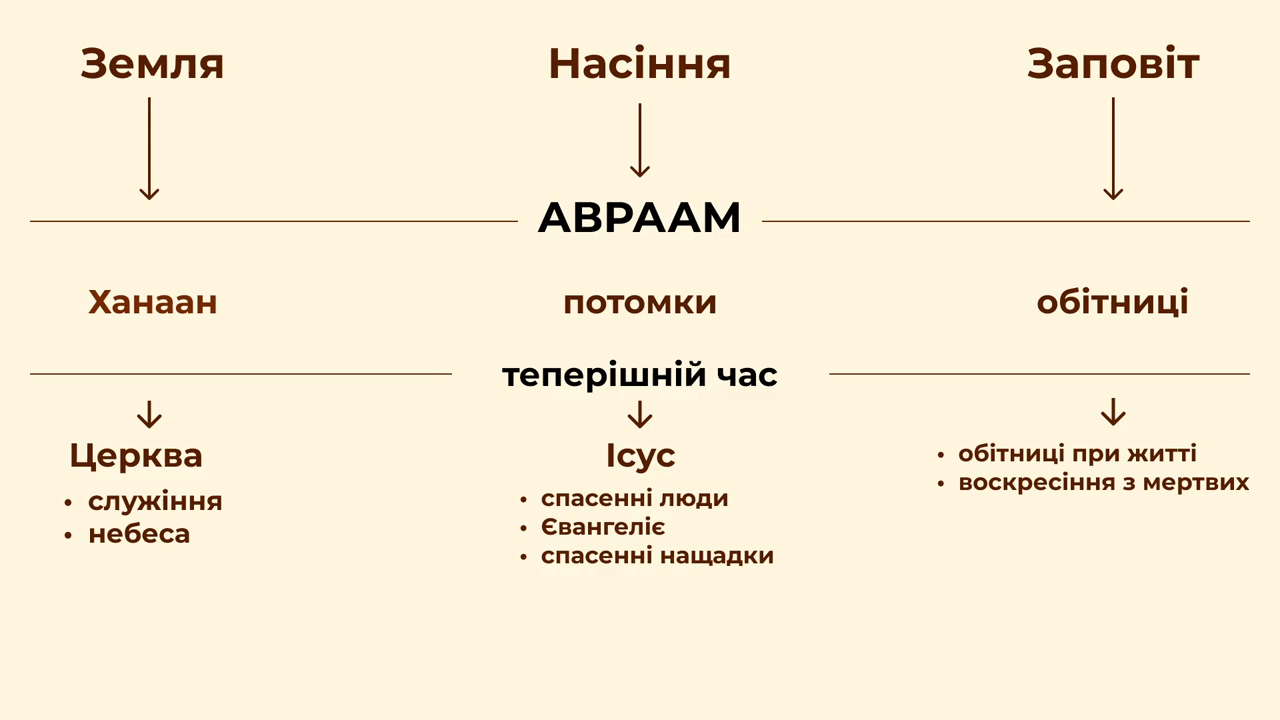 Земля
Насіння
Заповіт
АВРААМ
Ханаан
потомки
обітниці
теперішній час
Церква
• служіння
• небеса
Ісус
• спасенні люди
• Євангеліє
• спасенні нащадки
• обітниці при житті
• воскресіння з мертвих